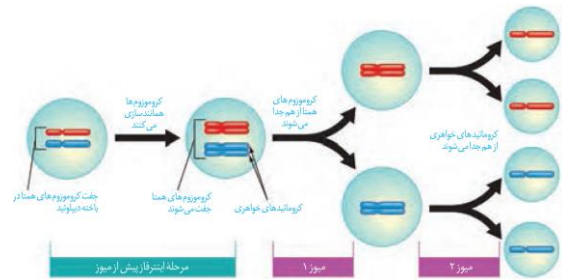 کروموزوم‌ها
همانندسازی
می‌کنند
کروموزوم‌های
همتا از هم جدا
می‌شوند
کروماتیدهای خواهری
از هم جدا می‌شوند
جفت کروموزوم‌های همتا در
یاخته دیپلوئید
کروموزوم‌های همتا
جفت می‌شوند
کروماتیدهای خواهری
مرحلهٔ اینترفاز پیش از میوز
میوز ۱
میوز ۲